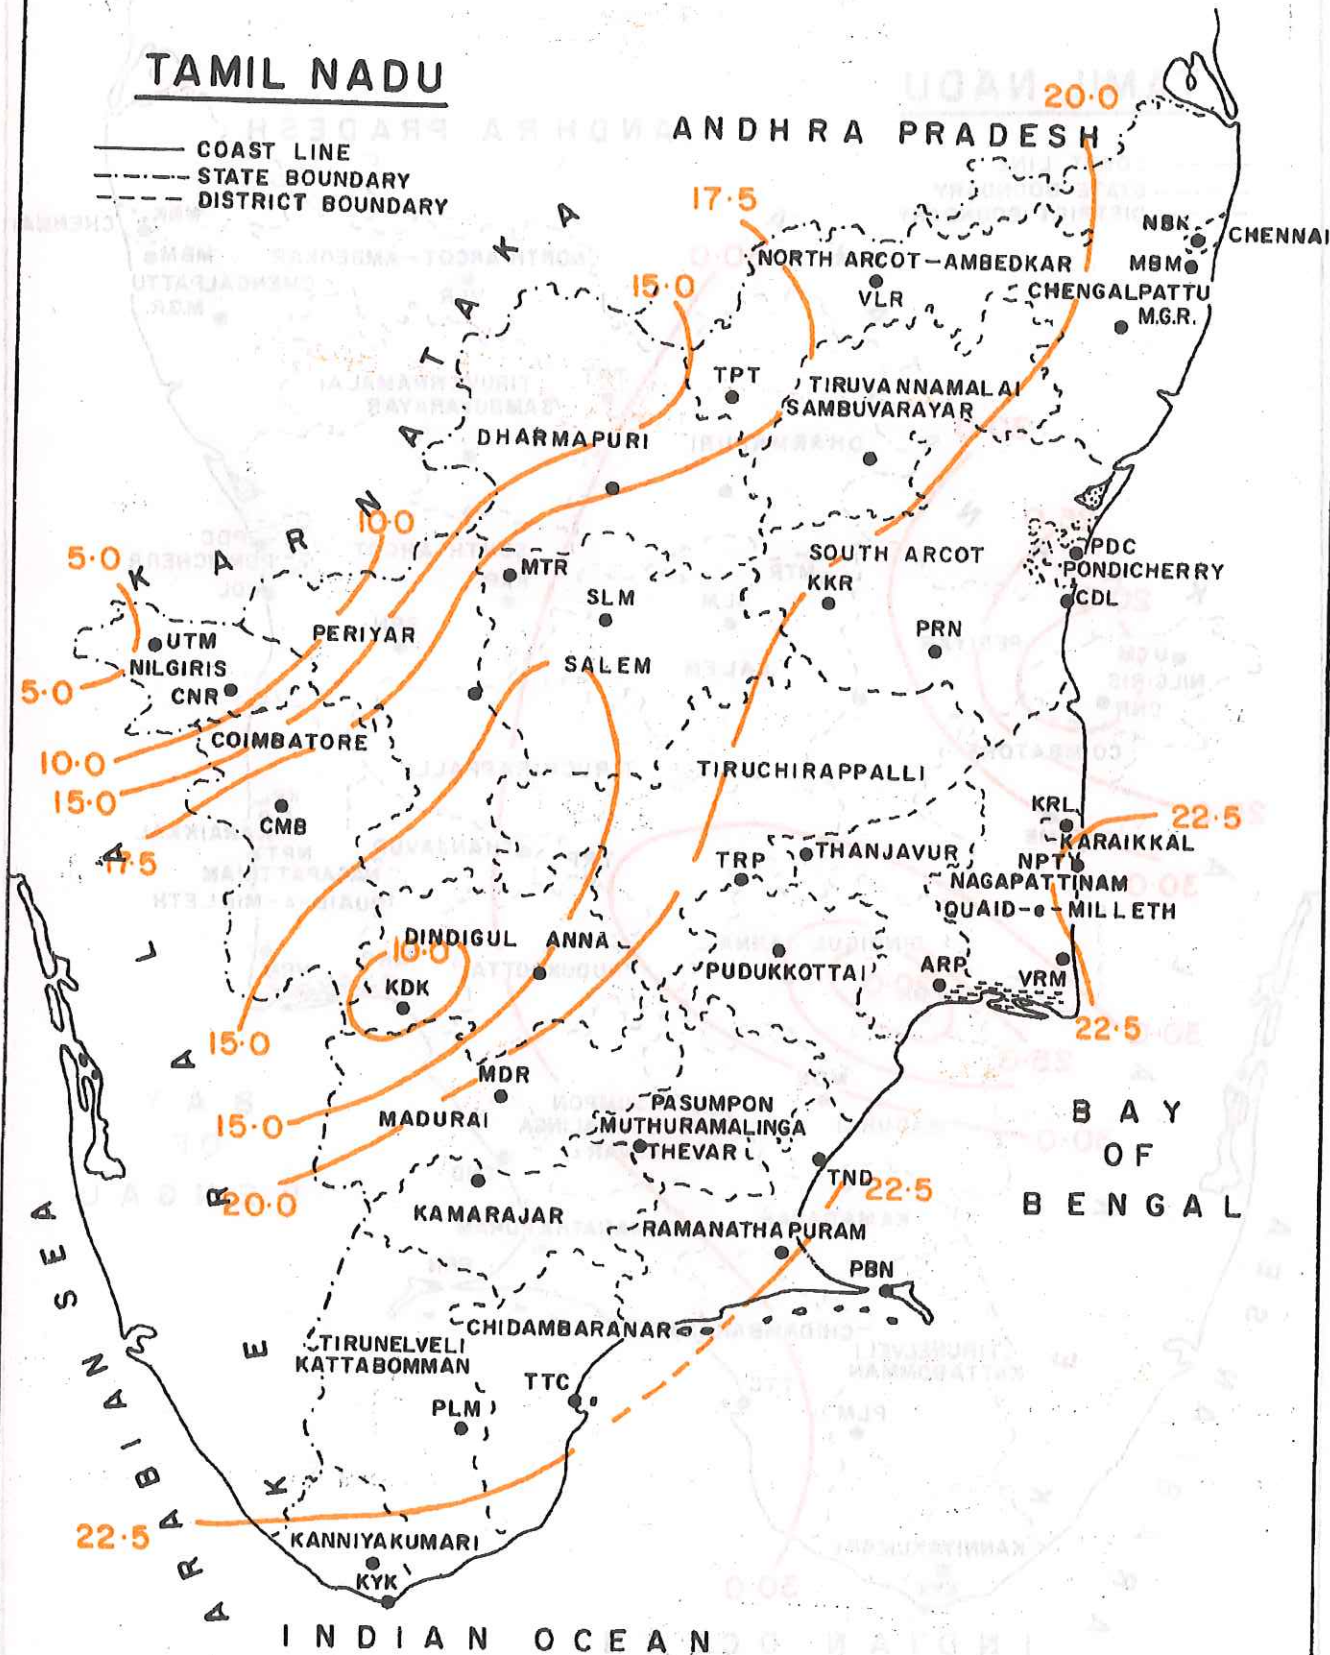 TAMIL NADU
COAST LINE
STATE BOUNDARY
DISTRICT BOUNDARY
20.0
ANDHRA PRADESH
17.5
KARNATAKA
NBK
CHENNAI
NORTH ARCOT-AMBEDKAR
MBM
15.0
VLR
CHENGALPATTU
M.G.R.
TPT
TIRUVANNAMALAI
SAMBUVARAYAR
DHARMAPURI
10.0
5.0
SOUTH ARCOT
PDC
PONDICHERRY
MTR
KKR
SLM
CDL
PERIYAR
UTM
PRN
NILGIRIS
SALEM
5.0
CNR
COIMBATORE
10.0
TIRUCHIRAPPALLI
15.0
KRL
22.5
CMB
KARAIKKAL
17.5
TRP
THANJAVUR
NPT
NAGAPATTINAM
QUAID-e-MILLETH
DINDIGUL ANNA
10.0
PUDUKKOTTAI
ARP
VRM
KDK
22.5
15.0
KERALA
MDR
15.0
MADURAI
PASUMPON
MUTHURAMALINGA
THEVAR
BAY
OF
BENGAL
TND
22.5
20.0
KAMARAJAR
RAMANATHAPURAM
PBN
CHIDAMBARANAR
TIRUNELVELI
KATTABOMMAN
TTC
PLM
ARABIAN SEA
22.5
KANNIYAKUMARI
KYK
INDIAN OCEAN